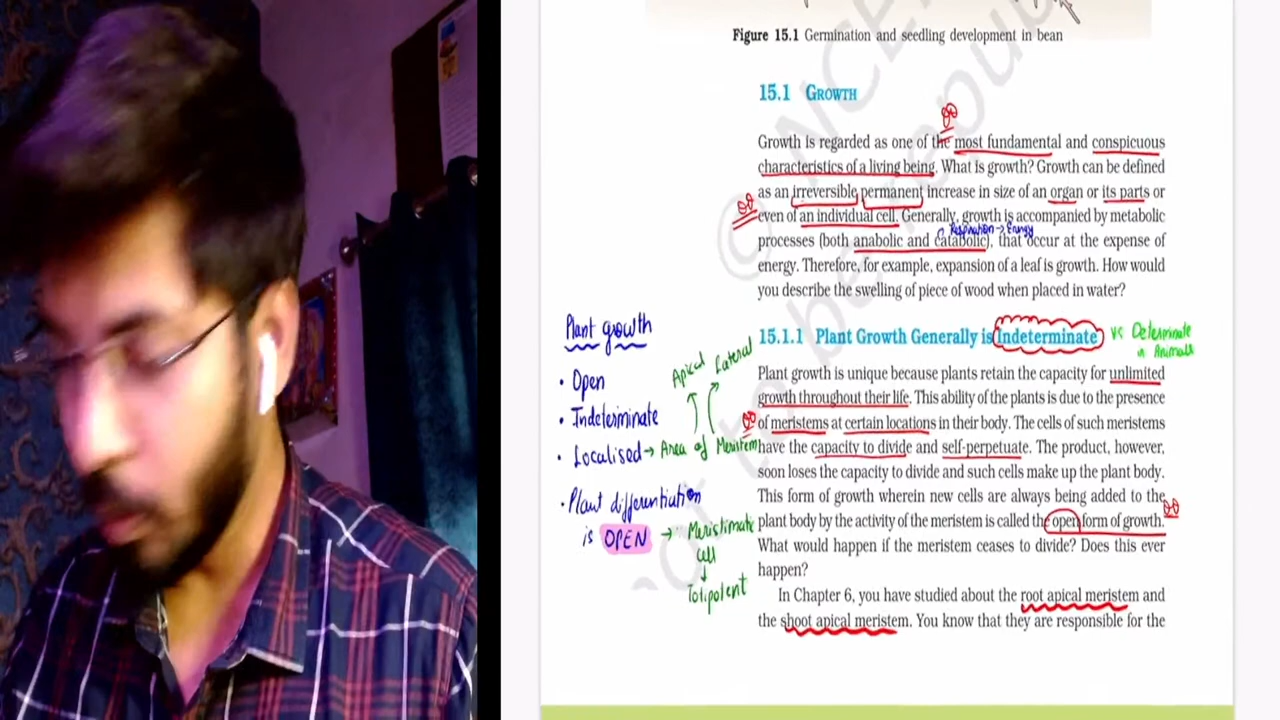 Figure 15.1 Germination and seedling development in bean
15.1 GROWTH
Growth is regarded as one of the most fundamental and conspicuous
characteristics of a living being. What is growth? Growth can be defined
as an irreversible permanent increase in size of an organ or its parts or
even of an individual cell. Generally, growth is accompanied by metabolic
Respiration → Energy
processes (both anabolic and catabolic), that occur at the expense of
energy. Therefore, for example, expansion of a leaf is growth. How would
you describe the swelling of piece of wood when placed in water?
15.1.1 Plant Growth Generally is Indeterminate
vs Determinate
in Animals
Plant growth is unique because plants retain the capacity for unlimited
growth throughout their life. This ability of the plants is due to the presence
of meristems at certain locations in their body. The cells of such meristems
have the capacity to divide and self-perpetuate. The product, however,
soon loses the capacity to divide and such cells make up the plant body.
This form of growth wherein new cells are always being added to the
plant body by the activity of the meristem is called the open form of growth.
What would happen if the meristem ceases to divide? Does this ever
happen?
In Chapter 6, you have studied about the root apical meristem and
the shoot apical meristem. You know that they are responsible for the
Plant growth
• Open
• Indeterminate
Apical Lateral
• Localised → Area of Meristem
• Plant differentiation
is OPEN → Meristimatic
Cell
↓
Totipotent
© NCERT
not to be republ